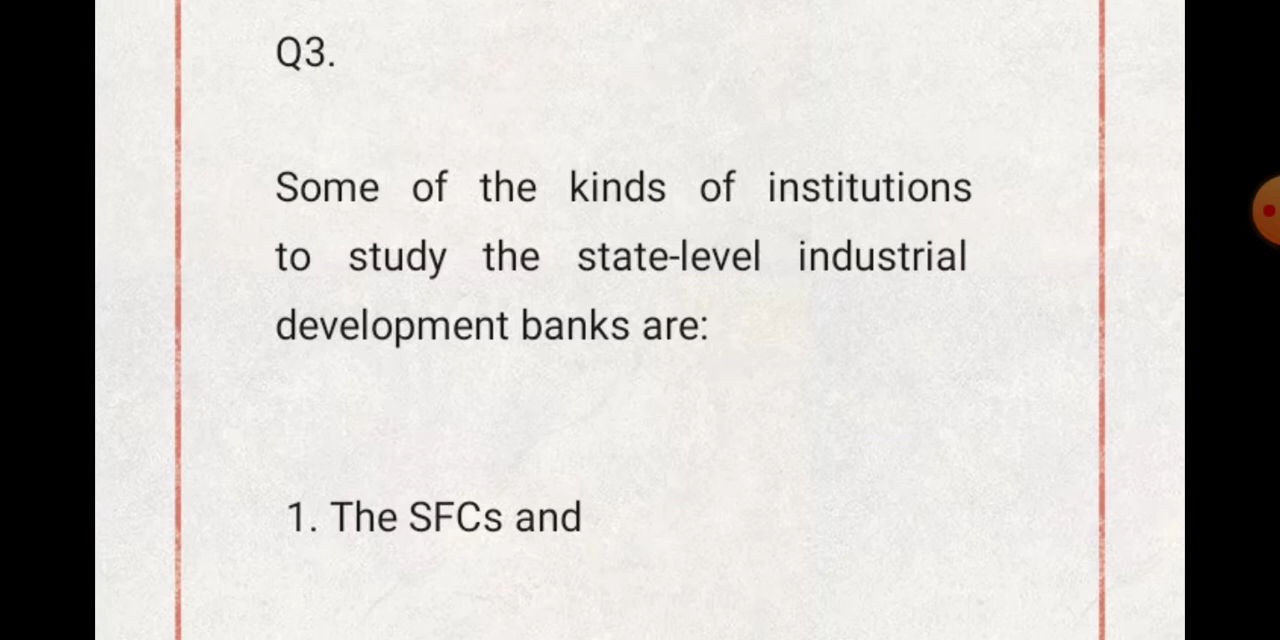 Q3.
Some of the kinds of institutions
to study the state-level industrial
development banks are:
1. The SFCs and